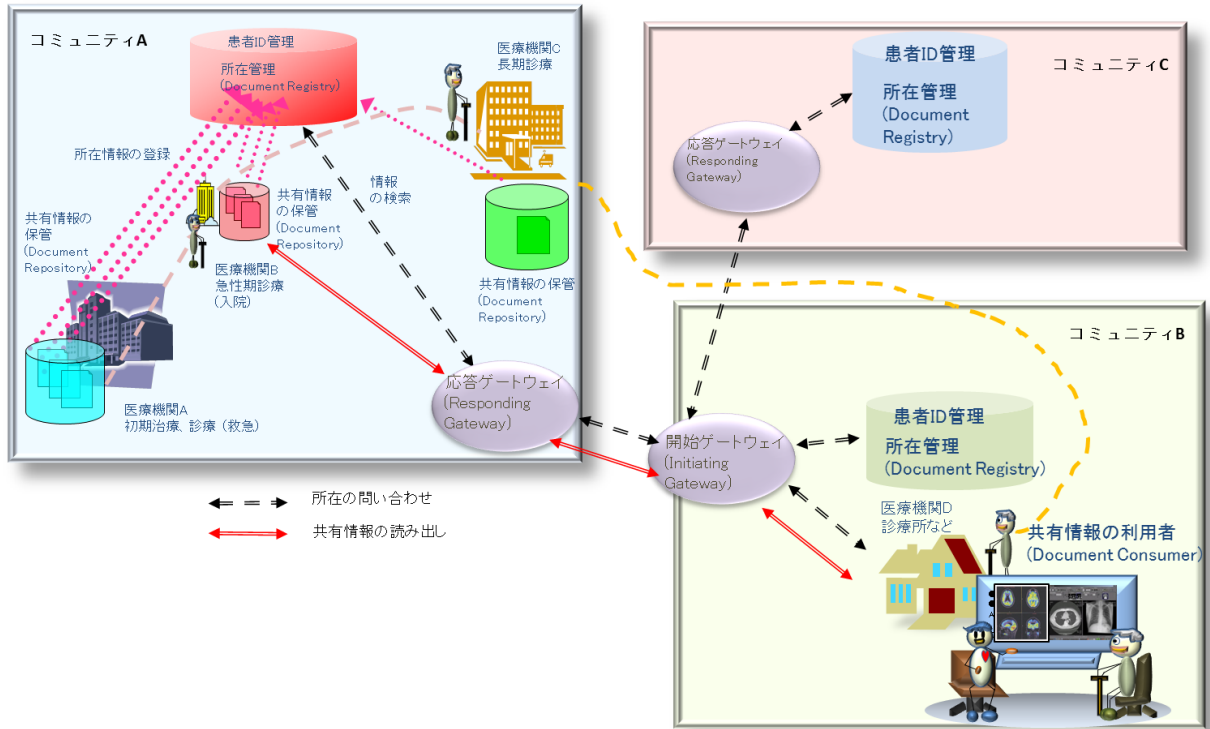 コミュニティA
患者ID管理
所在管理
(Document Registry)
医療機関C
長期診療
所在情報の登録
情報
の検索
共有情報
の保管
(Document
Repository)
共有情報の
保管
(Document
Repository)
医療機関B
急性期診療
(入院)
共有情報の保管
(Document
Repository)
医療機関A
初期治療、診療（救急）
応答ゲートウェイ
(Responding
Gateway)
コミュニティC
患者ID管理
所在管理
(Document
Registry)
応答ゲートウェイ
(Responding
Gateway)
コミュニティB
患者ID管理
所在管理
(Document Registry)
開始ゲートウェイ
(Initiating
Gateway)
医療機関D
診療所など
共有情報の利用者
(Document Consumer)
所在の問い合わせ
共有情報の読み出し